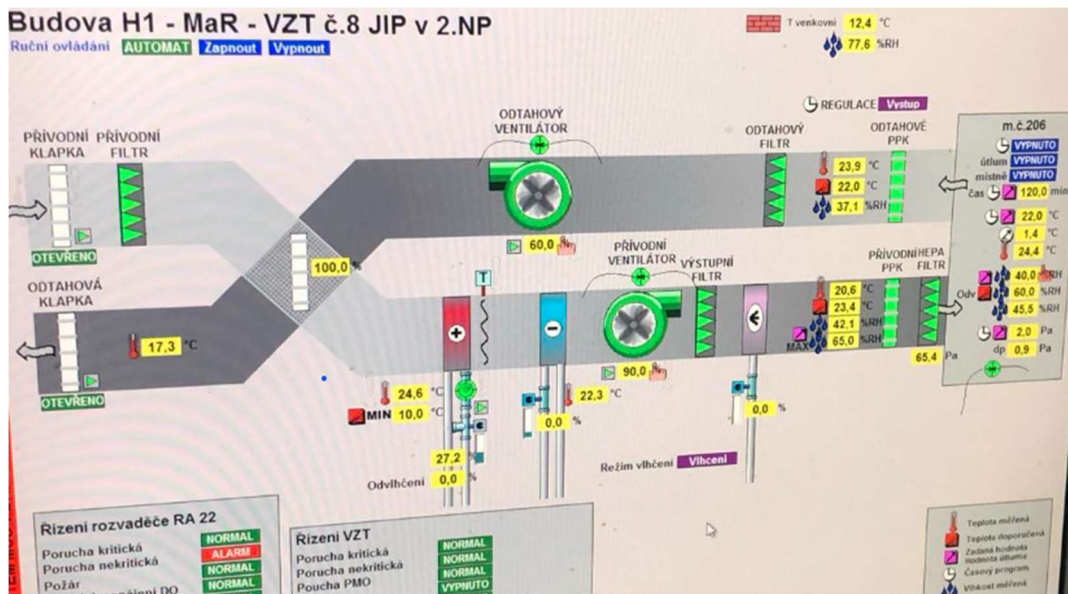 Budova H1 - MaR - VZT č.8 JIP v 2.NP
Ruční ovládání AUTOMAT Zapnout Vypnout
T venkovní 12,4 °C
77,6 %RH
REGULACE Vystup
PŘÍVODNÍ KLAPKA
PŘÍVODNÍ FILTR
ODTAHOVÝ VENTILÁTOR
ODTAHOVÝ FILTR
ODTAHOVÉ PPK
m.č.206
VYPNUTO
útlum VYPNUTO
místně VYPNUTO
čas 120,0 min
23,9 °C
22,0 °C
37,1 %RH
22,0 °C
1,4 °C
24,4 °C
OTEVŘENO
60,0
100,0 %
ODTAHOVÁ KLAPKA
T
PŘÍVODNÍ VENTILÁTOR
VÝSTUPNÍ FILTR
PŘÍVODNÍ PPK
HEPA FILTR
20,6 °C
23,4 °C
42,1 %RH
MAX 65,0 %RH
40,0 %RH
Odv 60,0 %RH
45,5 %RH
2,0 Pa
dp 0,9 Pa
17,3 °C
65,4 Pa
90,0
OTEVŘENO
24,6 °C
MIN 10,0 °C
22,3 °C
0,0 %
0,0 %
27,2 %
Odvlhčení 0,0 %
Režim vlhčení Vlhceni
Řízení rozvaděče RA 22
Porucha kritická NORMAL
Porucha nekritická ALARM
Požár NORMAL
NORMAL
Řízení VZT
Porucha kritická NORMAL
Porucha nekritická NORMAL
Poucha PMO VYPNUTO
Teplota měřená
Teplota doporučená
Žádaná hodnota
Hodnota útlumu
Časový program
Vlhkost měřená